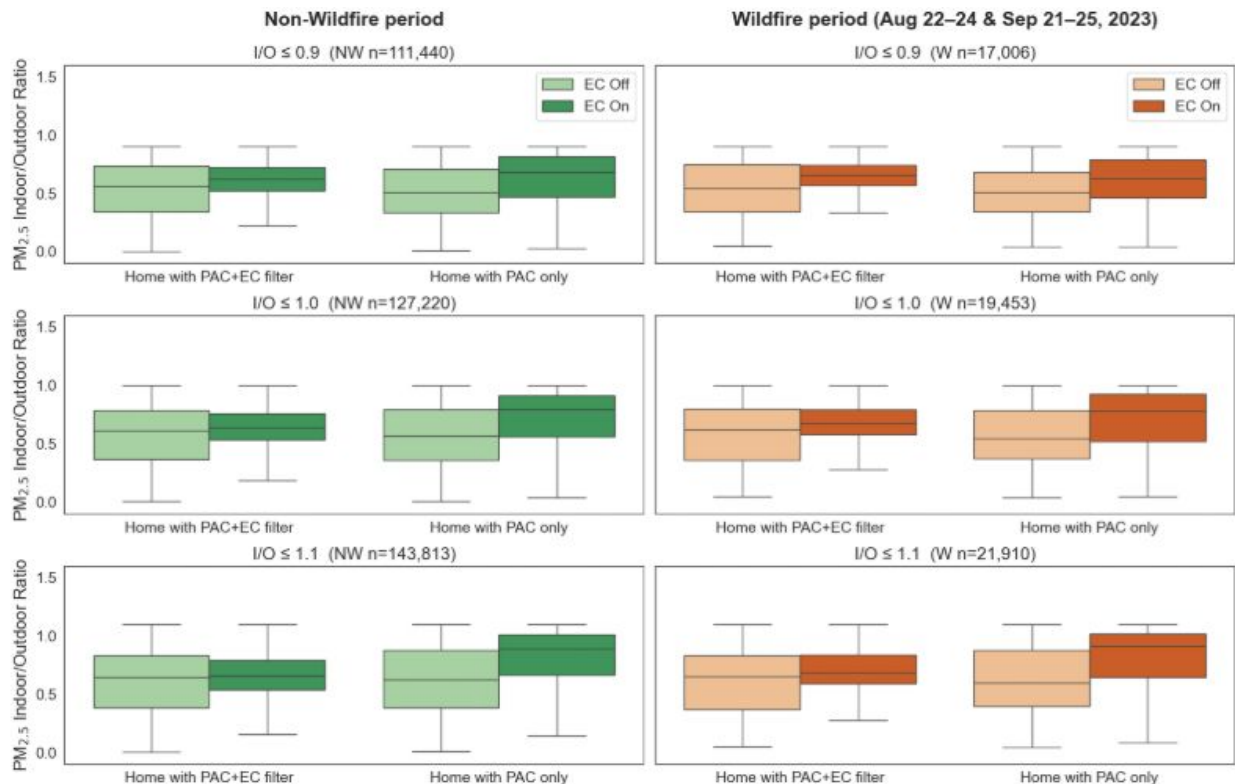 Non-Wildfire period
Wildfire period (Aug 22–24 & Sep 21–25, 2023)
I/O ≤ 0.9 (NW n=111,440)
I/O ≤ 0.9 (W n=17,006)
PM2.5 Indoor/Outdoor Ratio
1.5
1.0
0.5
0.0
EC Off
EC On
EC Off
EC On
Home with PAC+EC filter
Home with PAC only
Home with PAC+EC filter
Home with PAC only
I/O ≤ 1.0 (NW n=127,220)
I/O ≤ 1.0 (W n=19,453)
PM2.5 Indoor/Outdoor Ratio
1.5
1.0
0.5
0.0
Home with PAC+EC filter
Home with PAC only
Home with PAC+EC filter
Home with PAC only
I/O ≤ 1.1 (NW n=143,813)
I/O ≤ 1.1 (W n=21,910)
PM2.5 Indoor/Outdoor Ratio
1.5
1.0
0.5
0.0
Home with PAC+EC filter
Home with PAC only
Home with PAC+EC filter
Home with PAC only